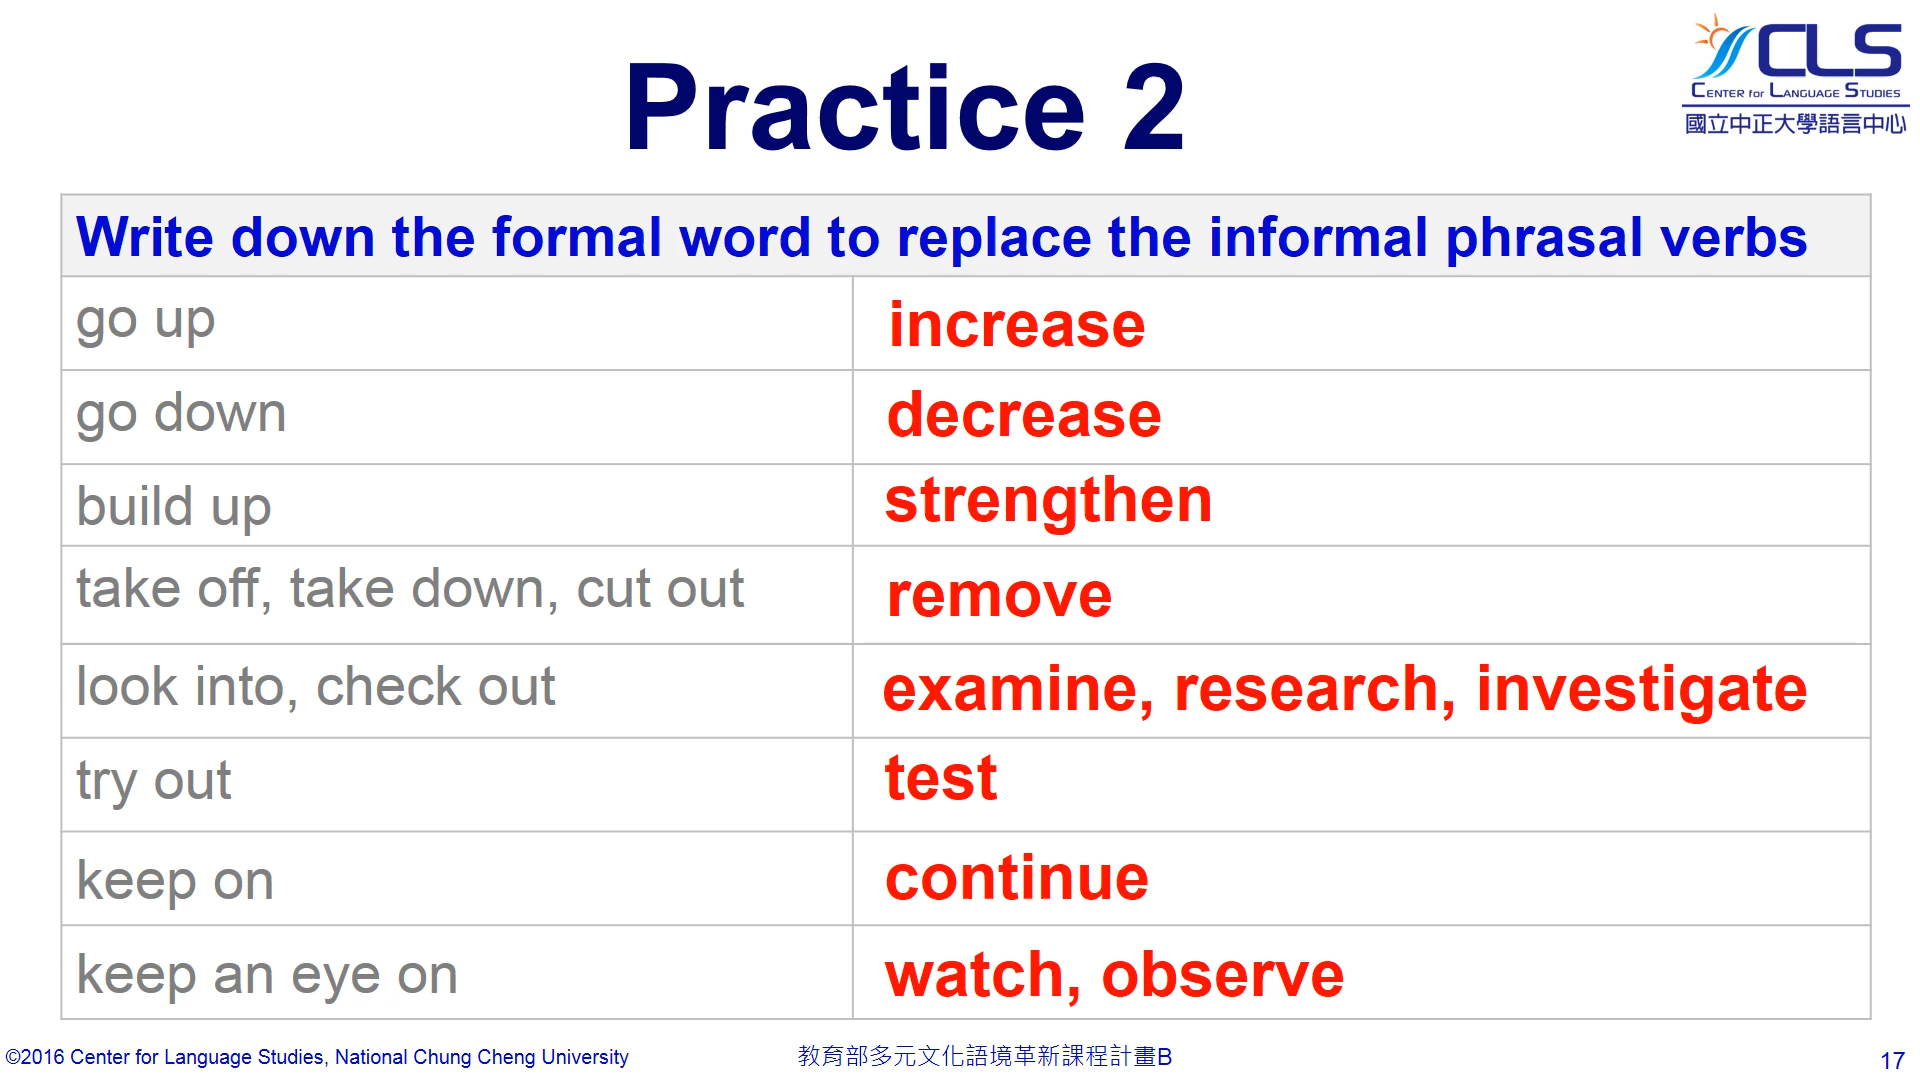 Practice 2
CLS
CENTER for LANGUAGE STUDIES
國立中正大學語言中心
Write down the formal word to replace the informal phrasal verbs
go up
increase
go down
decrease
build up
strengthen
take off, take down, cut out
remove
look into, check out
examine, research, investigate
try out
test
keep on
continue
keep an eye on
watch, observe
©2016 Center for Language Studies, National Chung Cheng University
教育部多元文化語境革新課程計畫B
17